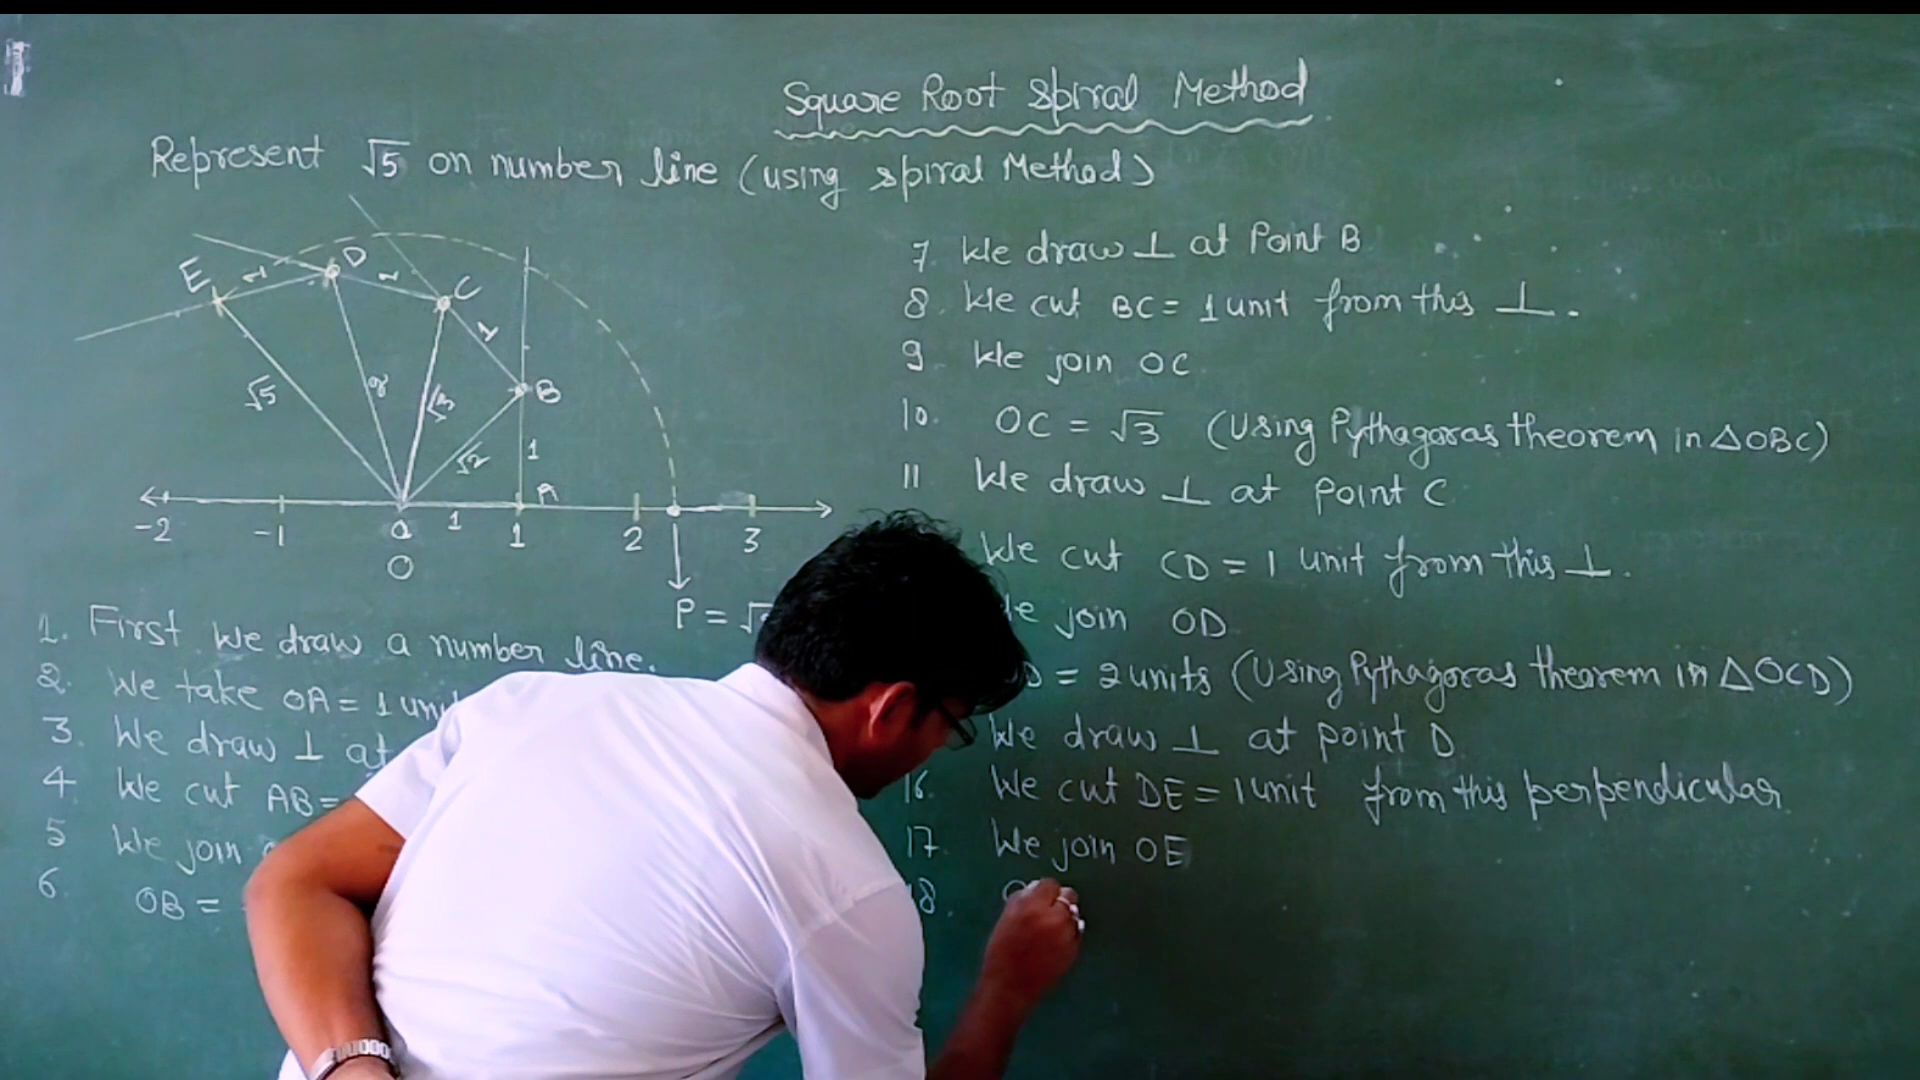 Square Root Spiral Method
Represent √5 on number line (using spiral Method)
E 1 D 1 C
1
√5 2 √3 B
√2 1
A
-2 -1 0 1 1 2 3
O
P = √
1. First We draw a number line.
2. We take OA = 1 uni
3. We draw ⊥ at
4 We cut AB =
5 We join
6 OB =
7. We draw ⊥ at Point B
8. We cut BC = 1 unit from this ⊥.
9 We join OC
10. OC = √3 (Using Pythagoras theorem in △OBC)
11 We draw ⊥ at point C
We cut CD = 1 unit from this ⊥.
We join OD
D = 2 units (Using Pythagoras theorem in △OCD)
We draw ⊥ at point D
16. We cut DE = 1 unit from this perpendicular
17. We join OE
18. O